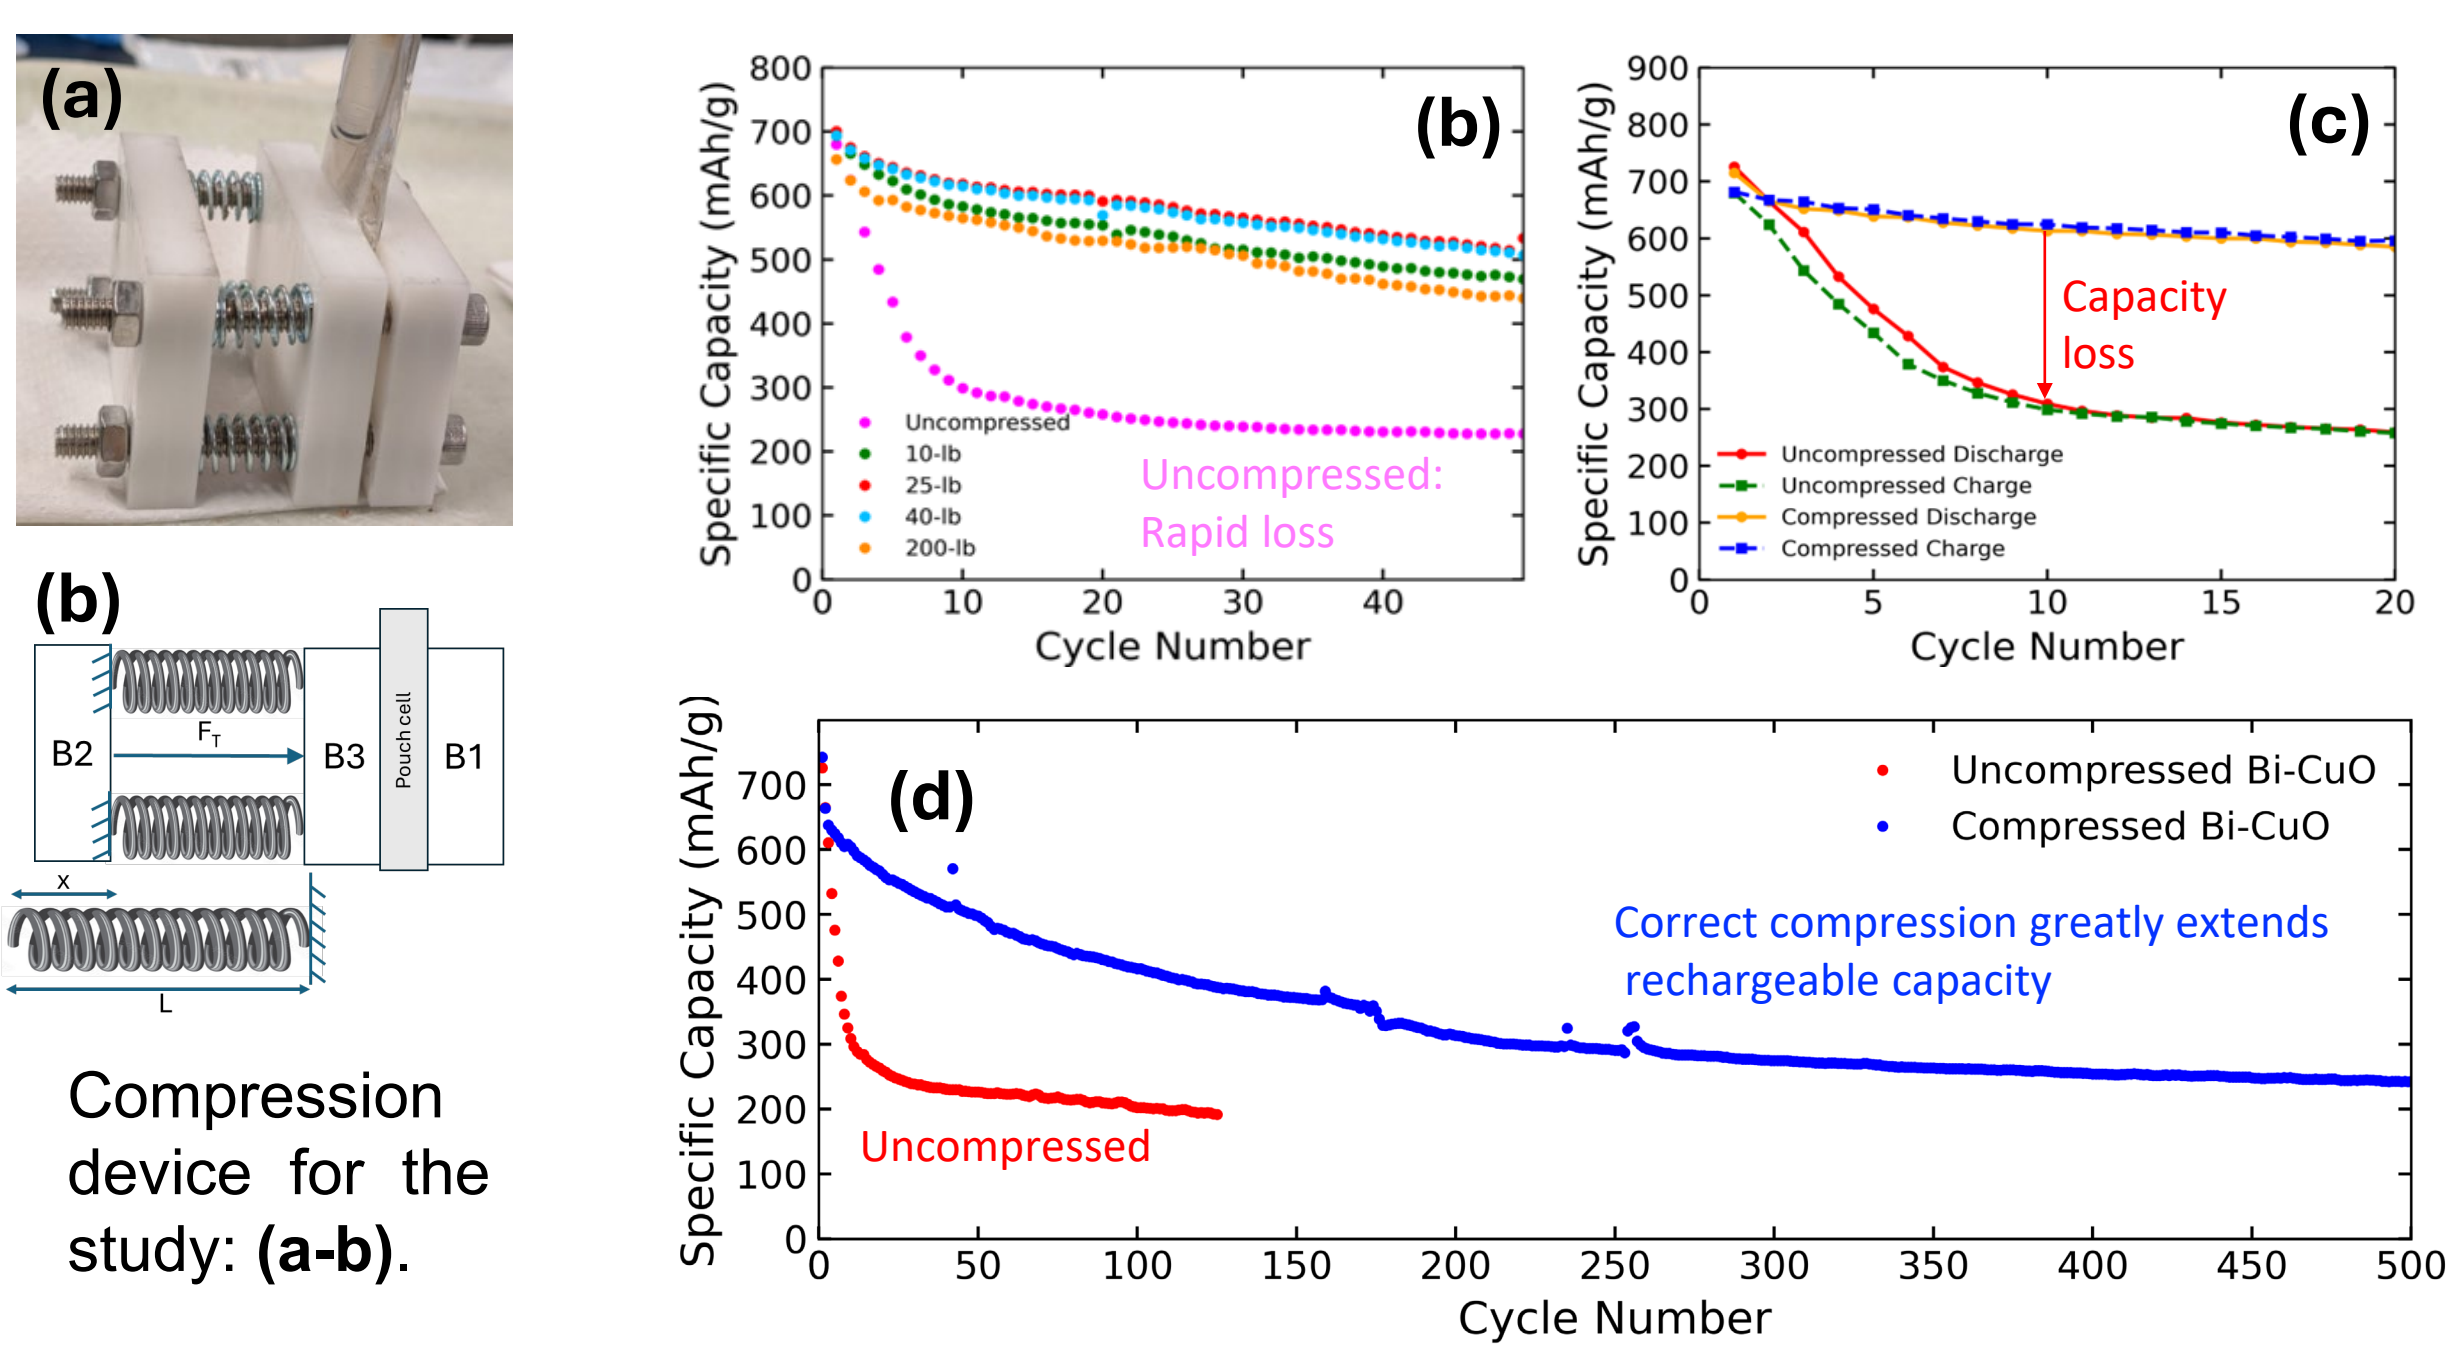 (a)
(b)
B2
F_T
B3
Pouch cell
B1
x
L
Compression
device for the
study: (a-b).
800
700
600
500
400
300
200
100
0
0
10
20
30
40
Specific Capacity (mAh/g)
Cycle Number
(b)
Uncompressed
10-lb
25-lb
40-lb
200-lb
Uncompressed:
Rapid loss
900
800
700
600
500
400
300
200
100
0
0
5
10
15
20
Specific Capacity (mAh/g)
Cycle Number
(c)
Capacity
loss
Uncompressed Discharge
Uncompressed Charge
Compressed Discharge
Compressed Charge
700
600
500
400
300
200
100
0
0
50
100
150
200
250
300
350
400
450
500
Specific Capacity (mAh/g)
Cycle Number
(d)
Uncompressed Bi-CuO
Compressed Bi-CuO
Correct compression greatly extends
rechargeable capacity
Uncompressed